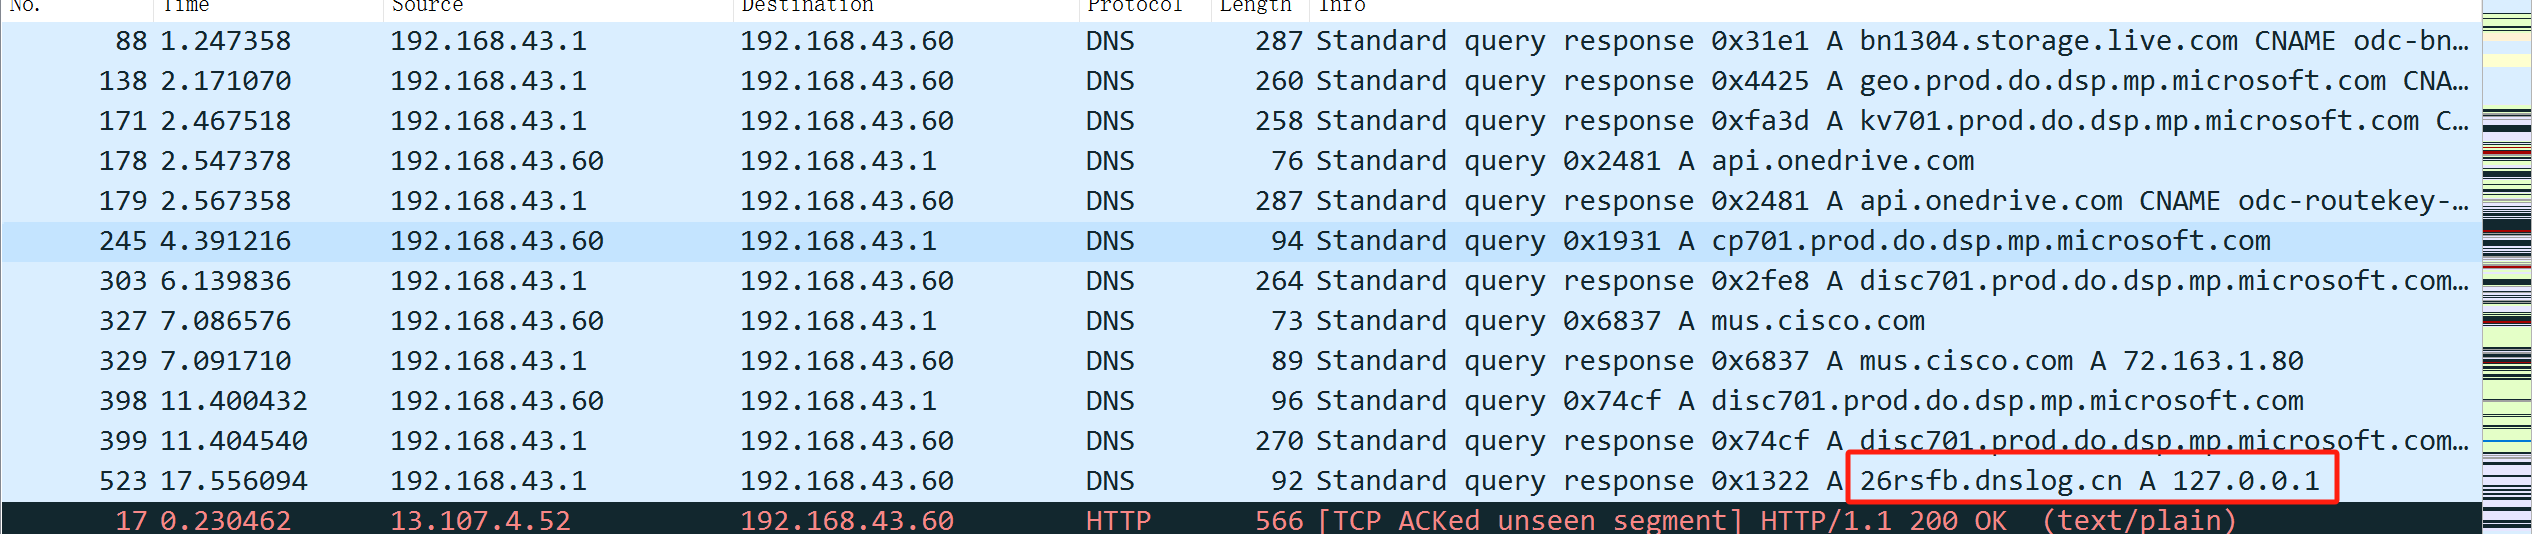 No. Time Source Destination Protocol Length Info
88 1.247358 192.168.43.1 192.168.43.60 DNS 287 Standard query response 0x31e1 A bn1304.storage.live.com CNAME odc-bn…
138 2.171070 192.168.43.1 192.168.43.60 DNS 260 Standard query response 0x4425 A geo.prod.do.dsp.mp.microsoft.com CNA…
171 2.467518 192.168.43.1 192.168.43.60 DNS 258 Standard query response 0xfa3d A kv701.prod.do.dsp.mp.microsoft.com C…
178 2.547378 192.168.43.60 192.168.43.1 DNS 76 Standard query 0x2481 A api.onedrive.com
179 2.567358 192.168.43.1 192.168.43.60 DNS 287 Standard query response 0x2481 A api.onedrive.com CNAME odc-routekey-…
245 4.391216 192.168.43.60 192.168.43.1 DNS 94 Standard query 0x1931 A cp701.prod.do.dsp.mp.microsoft.com
303 6.139836 192.168.43.1 192.168.43.60 DNS 264 Standard query response 0x2fe8 A disc701.prod.do.dsp.mp.microsoft.com…
327 7.086576 192.168.43.60 192.168.43.1 DNS 73 Standard query 0x6837 A mus.cisco.com
329 7.091710 192.168.43.1 192.168.43.60 DNS 89 Standard query response 0x6837 A mus.cisco.com A 72.163.1.80
398 11.400432 192.168.43.60 192.168.43.1 DNS 96 Standard query 0x74cf A disc701.prod.do.dsp.mp.microsoft.com
399 11.404540 192.168.43.1 192.168.43.60 DNS 270 Standard query response 0x74cf A disc701.prod.do.dsp.mp.microsoft.com…
523 17.556094 192.168.43.1 192.168.43.60 DNS 92 Standard query response 0x1322 A 26rsfb.dnslog.cn A 127.0.0.1
17 0.230462 13.107.4.52 192.168.43.60 HTTP 566 [TCP ACKed unseen segment] HTTP/1.1 200 OK (text/plain)